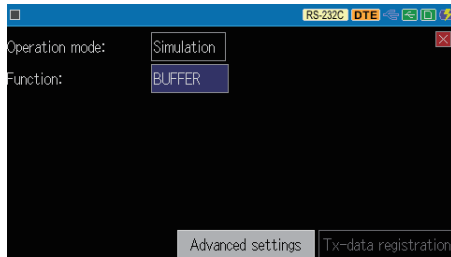 RS-232C DTE
Operation mode: Simulation
Function: BUFFER
Advanced settings Tx-data registration